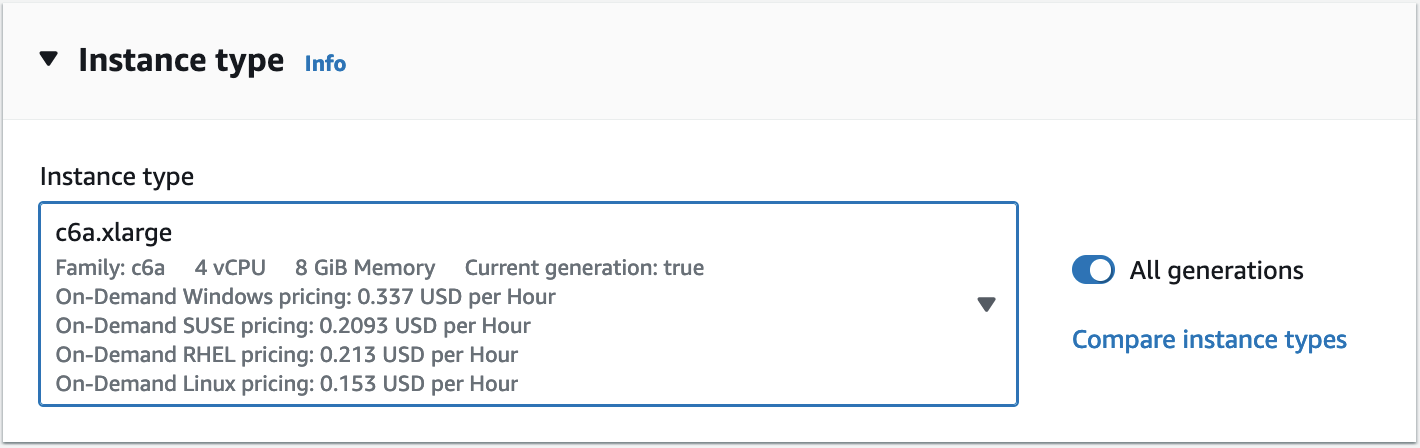 Instance type Info
Instance type
c6a.xlarge
Family: c6a 4 vCPU 8 GiB Memory Current generation: true
On-Demand Windows pricing: 0.337 USD per Hour
On-Demand SUSE pricing: 0.2093 USD per Hour
On-Demand RHEL pricing: 0.213 USD per Hour
On-Demand Linux pricing: 0.153 USD per Hour
All generations
Compare instance types